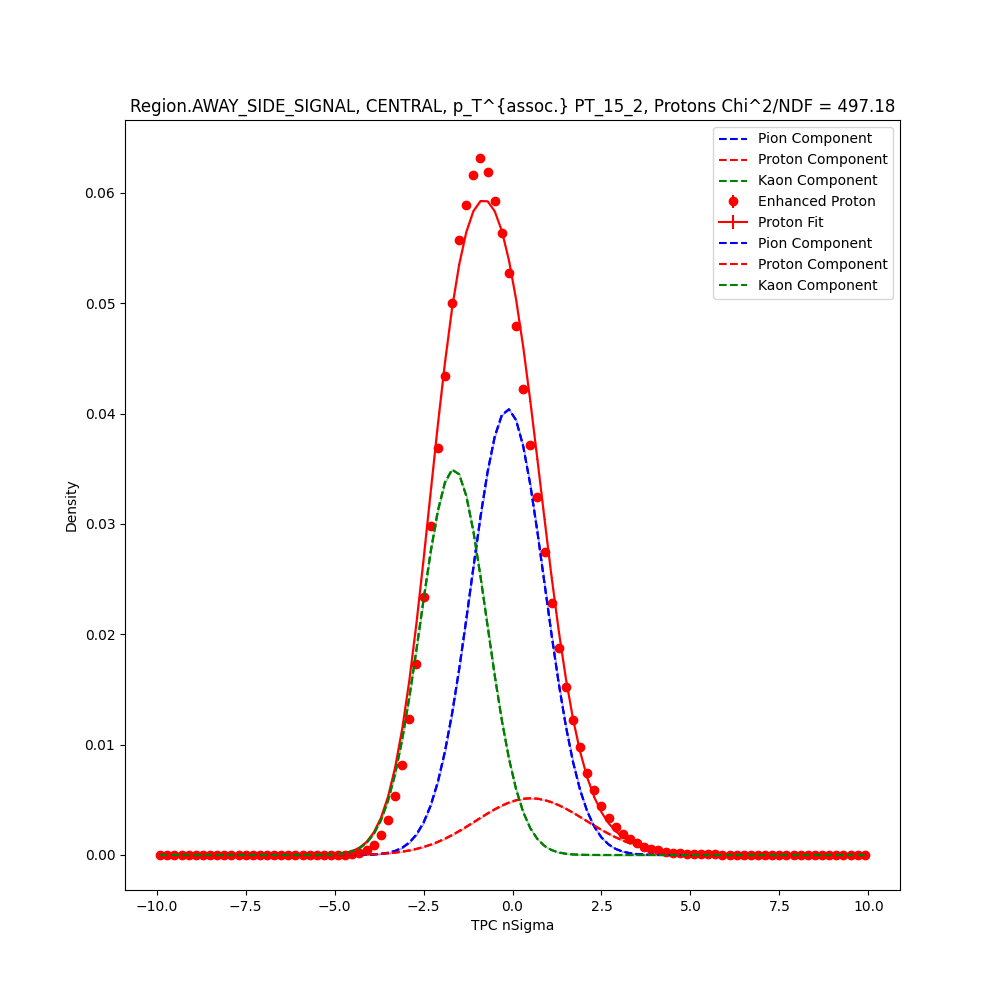 Region.AWAY_SIDE_SIGNAL, CENTRAL, p_T^{assoc.} PT_15_2, Protons Chi^2/NDF = 497.18
Pion Component
Proton Component
Kaon Component
Enhanced Proton
Proton Fit
Pion Component
Proton Component
Kaon Component
0.06
0.05
0.04
0.03
0.02
0.01
0.00
Density
−10.0 −7.5 −5.0 −2.5 0.0 2.5 5.0 7.5 10.0
TPC nSigma